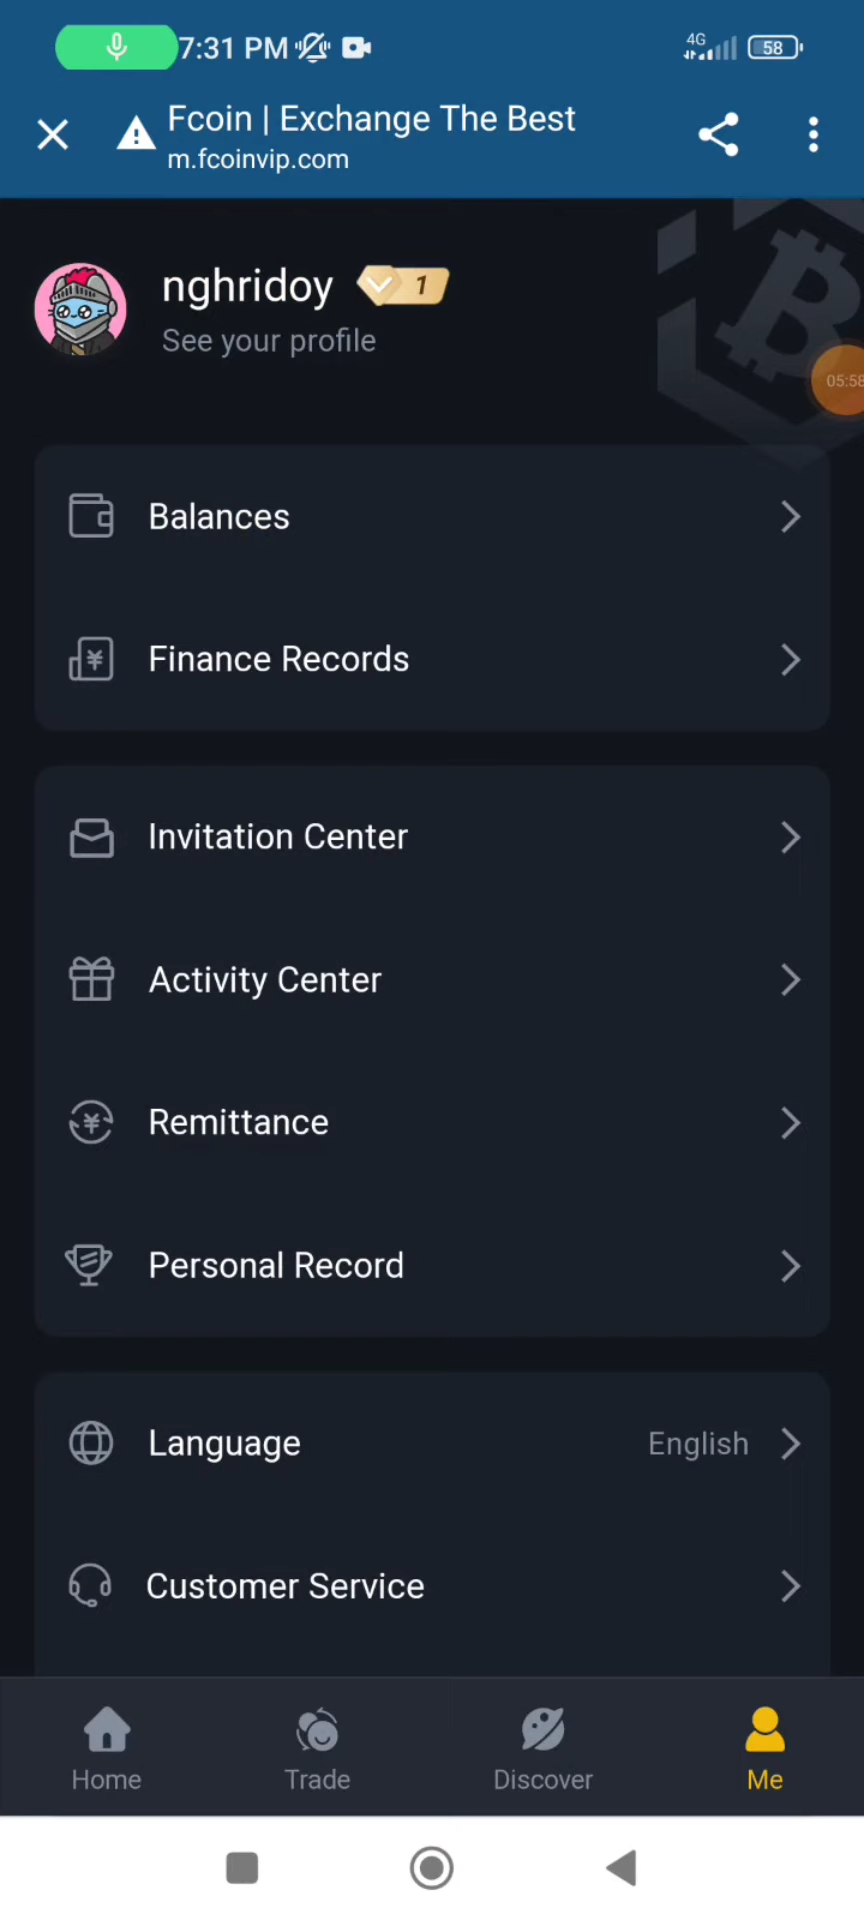 7:31 PM
4G
58
Fcoin | Exchange The Best
m.fcoinvip.com
nghridoy 1
See your profile
05:58
Balances
Finance Records
Invitation Center
Activity Center
Remittance
Personal Record
Language English
Customer Service
Home Trade Discover Me